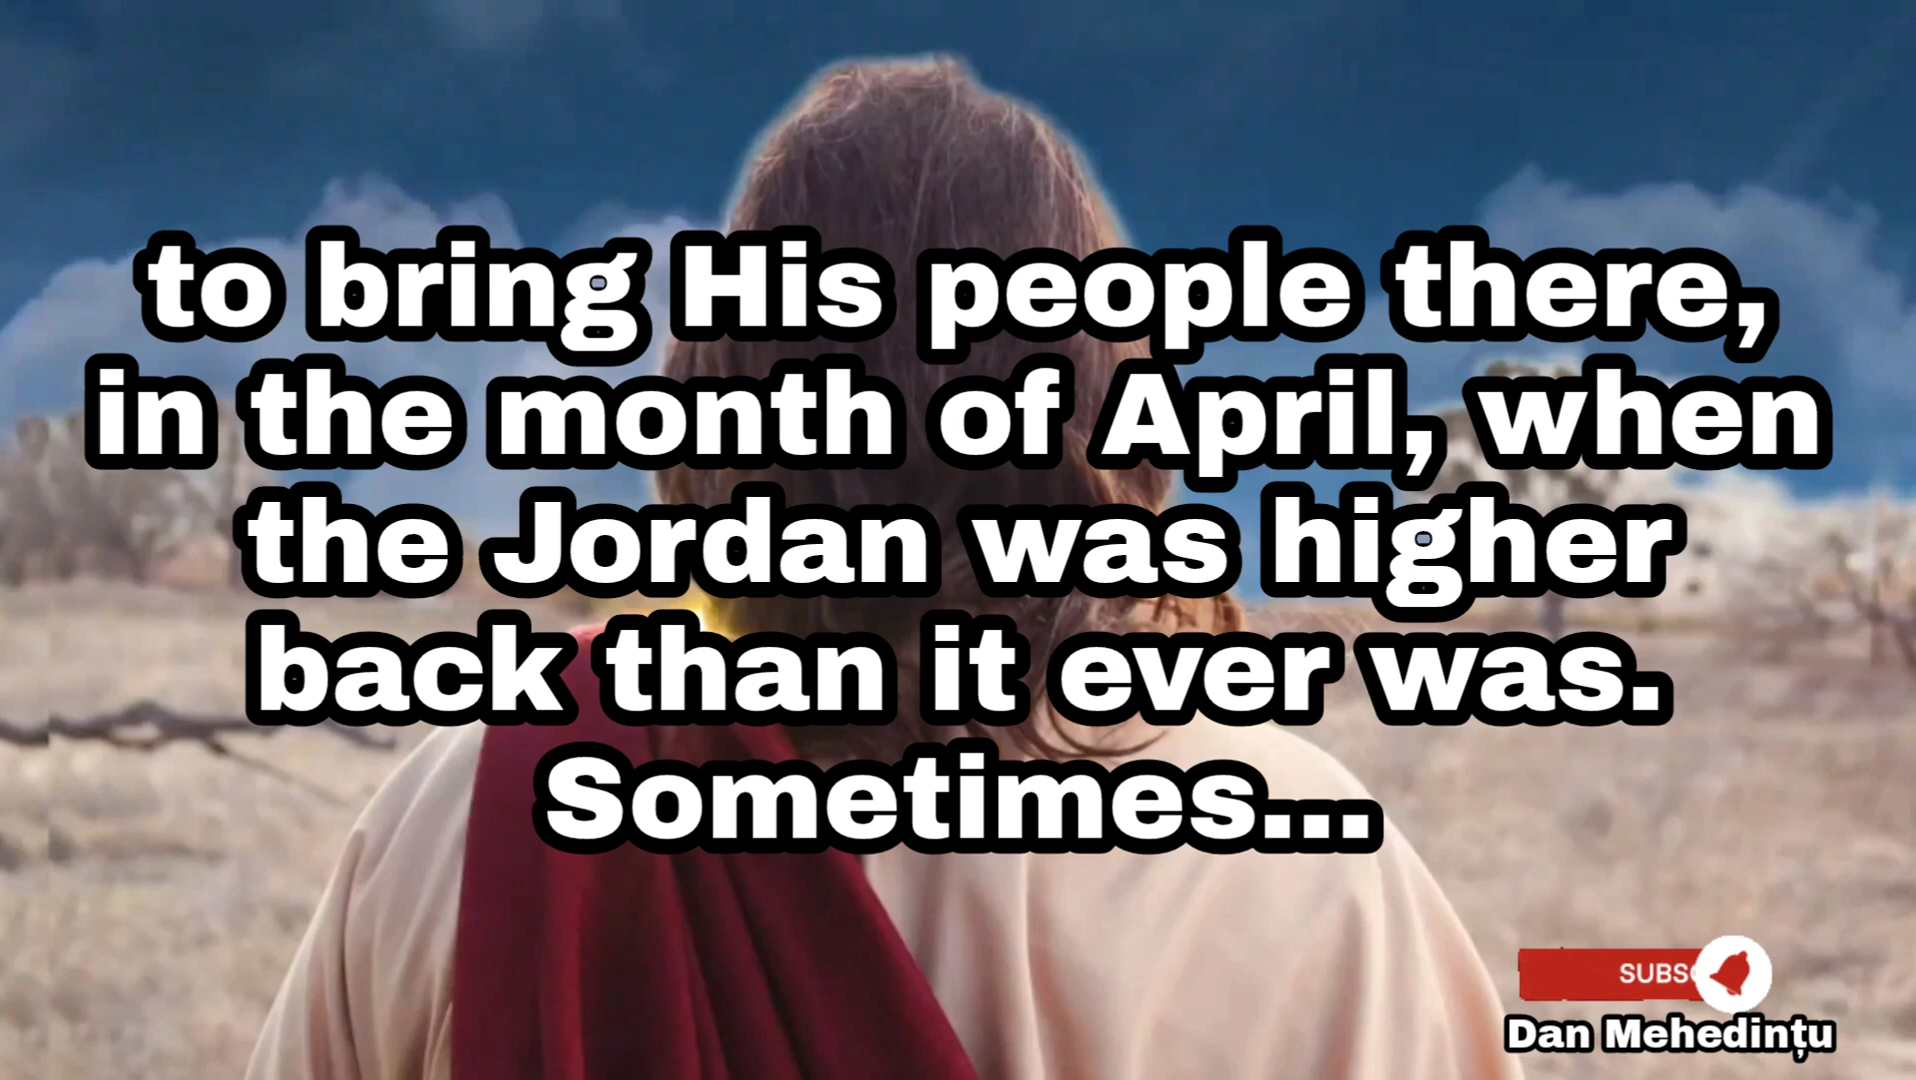 to bring His people there,
in the month of April, when
the Jordan was higher
back than it ever was.
Sometimes...
SUBSC
Dan Mehedințu